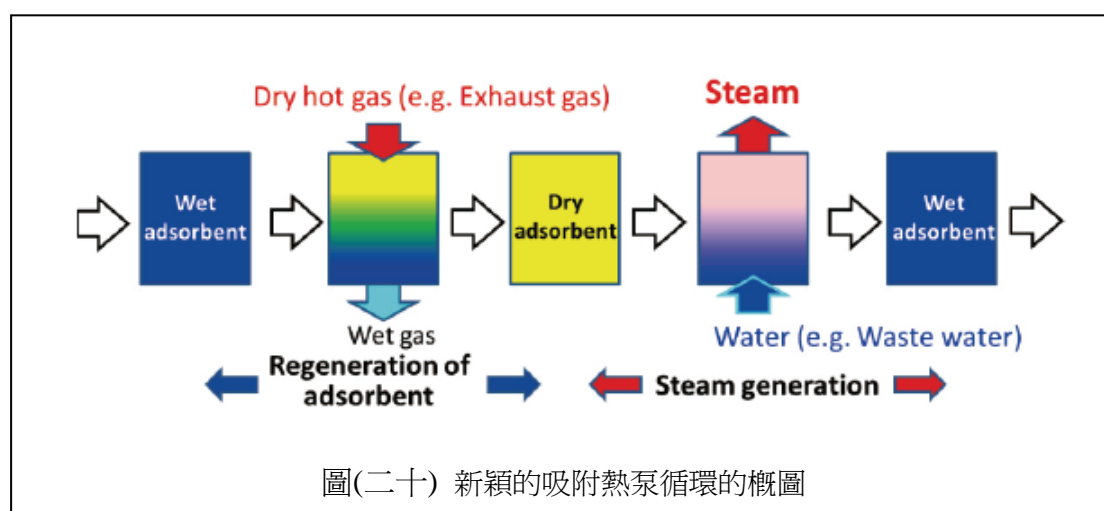 Dry hot gas (e.g. Exhaust gas)
Steam
Wet
adsorbent
Dry
adsorbent
Wet
adsorbent
Wet gas
Regeneration of
adsorbent
Water (e.g. Waste water)
Steam generation
圖(二十) 新穎的吸附熱泵循環的概圖